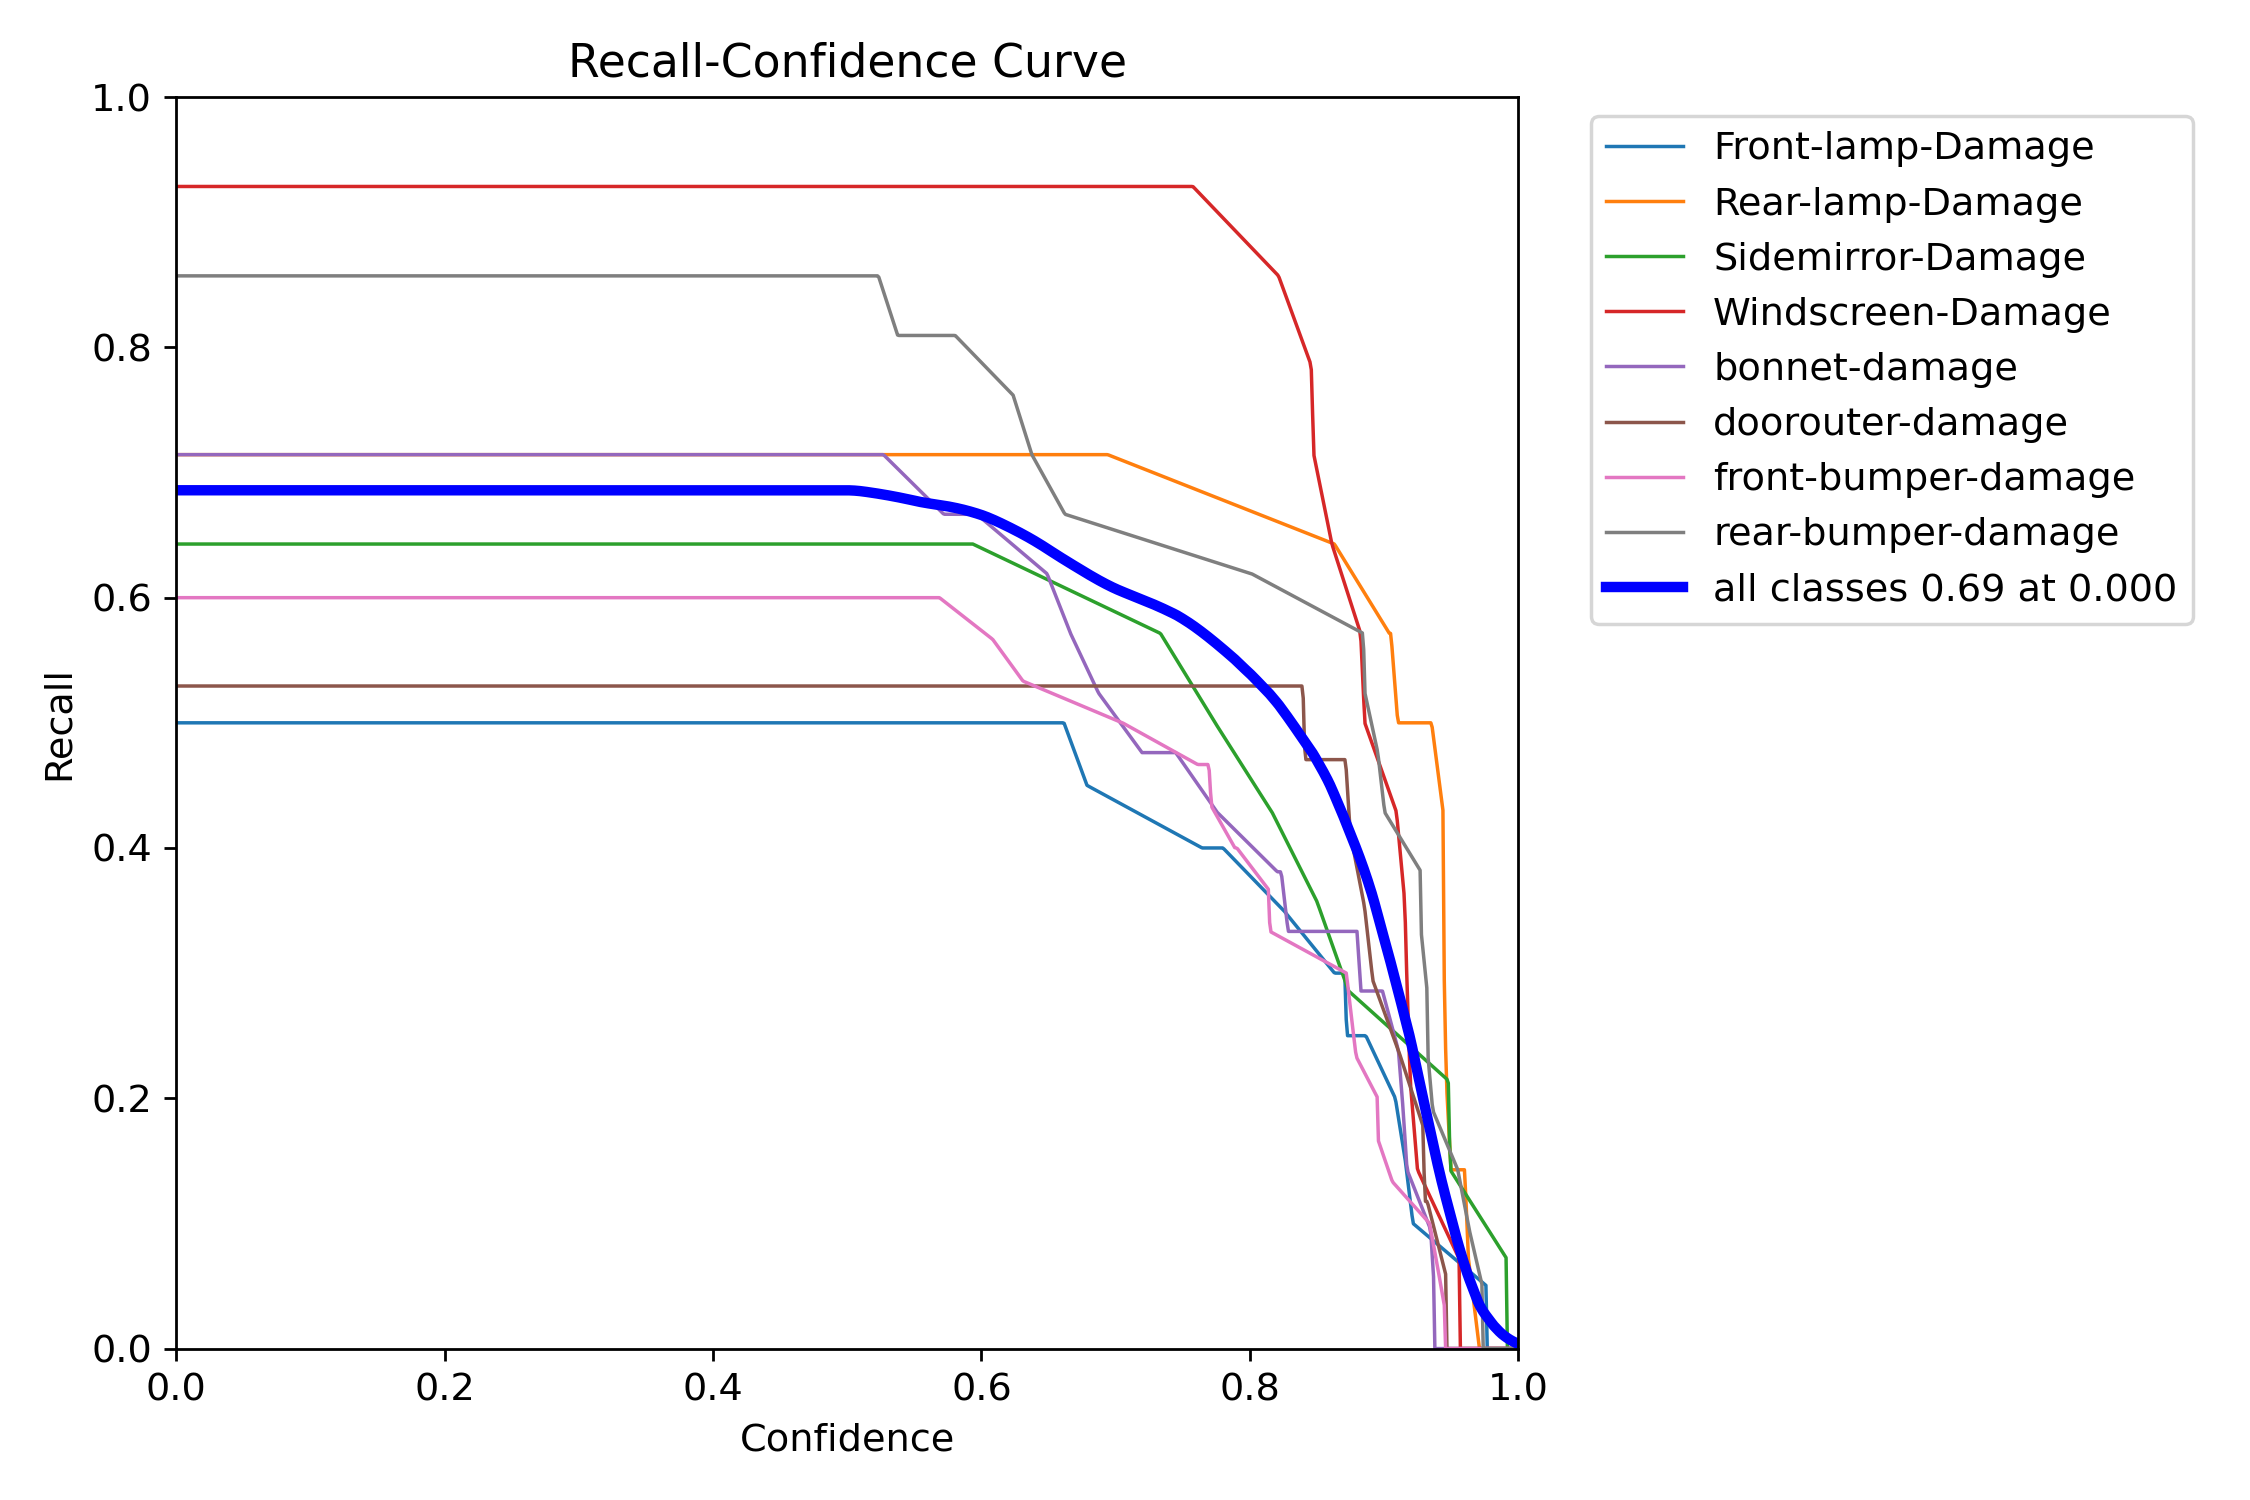 Recall-Confidence Curve
1.0
0.8
0.6
0.4
0.2
0.0
Recall
0.0 0.2 0.4 0.6 0.8 1.0
Confidence
Front-lamp-Damage
Rear-lamp-Damage
Sidemirror-Damage
Windscreen-Damage
bonnet-damage
doorouter-damage
front-bumper-damage
rear-bumper-damage
all classes 0.69 at 0.000